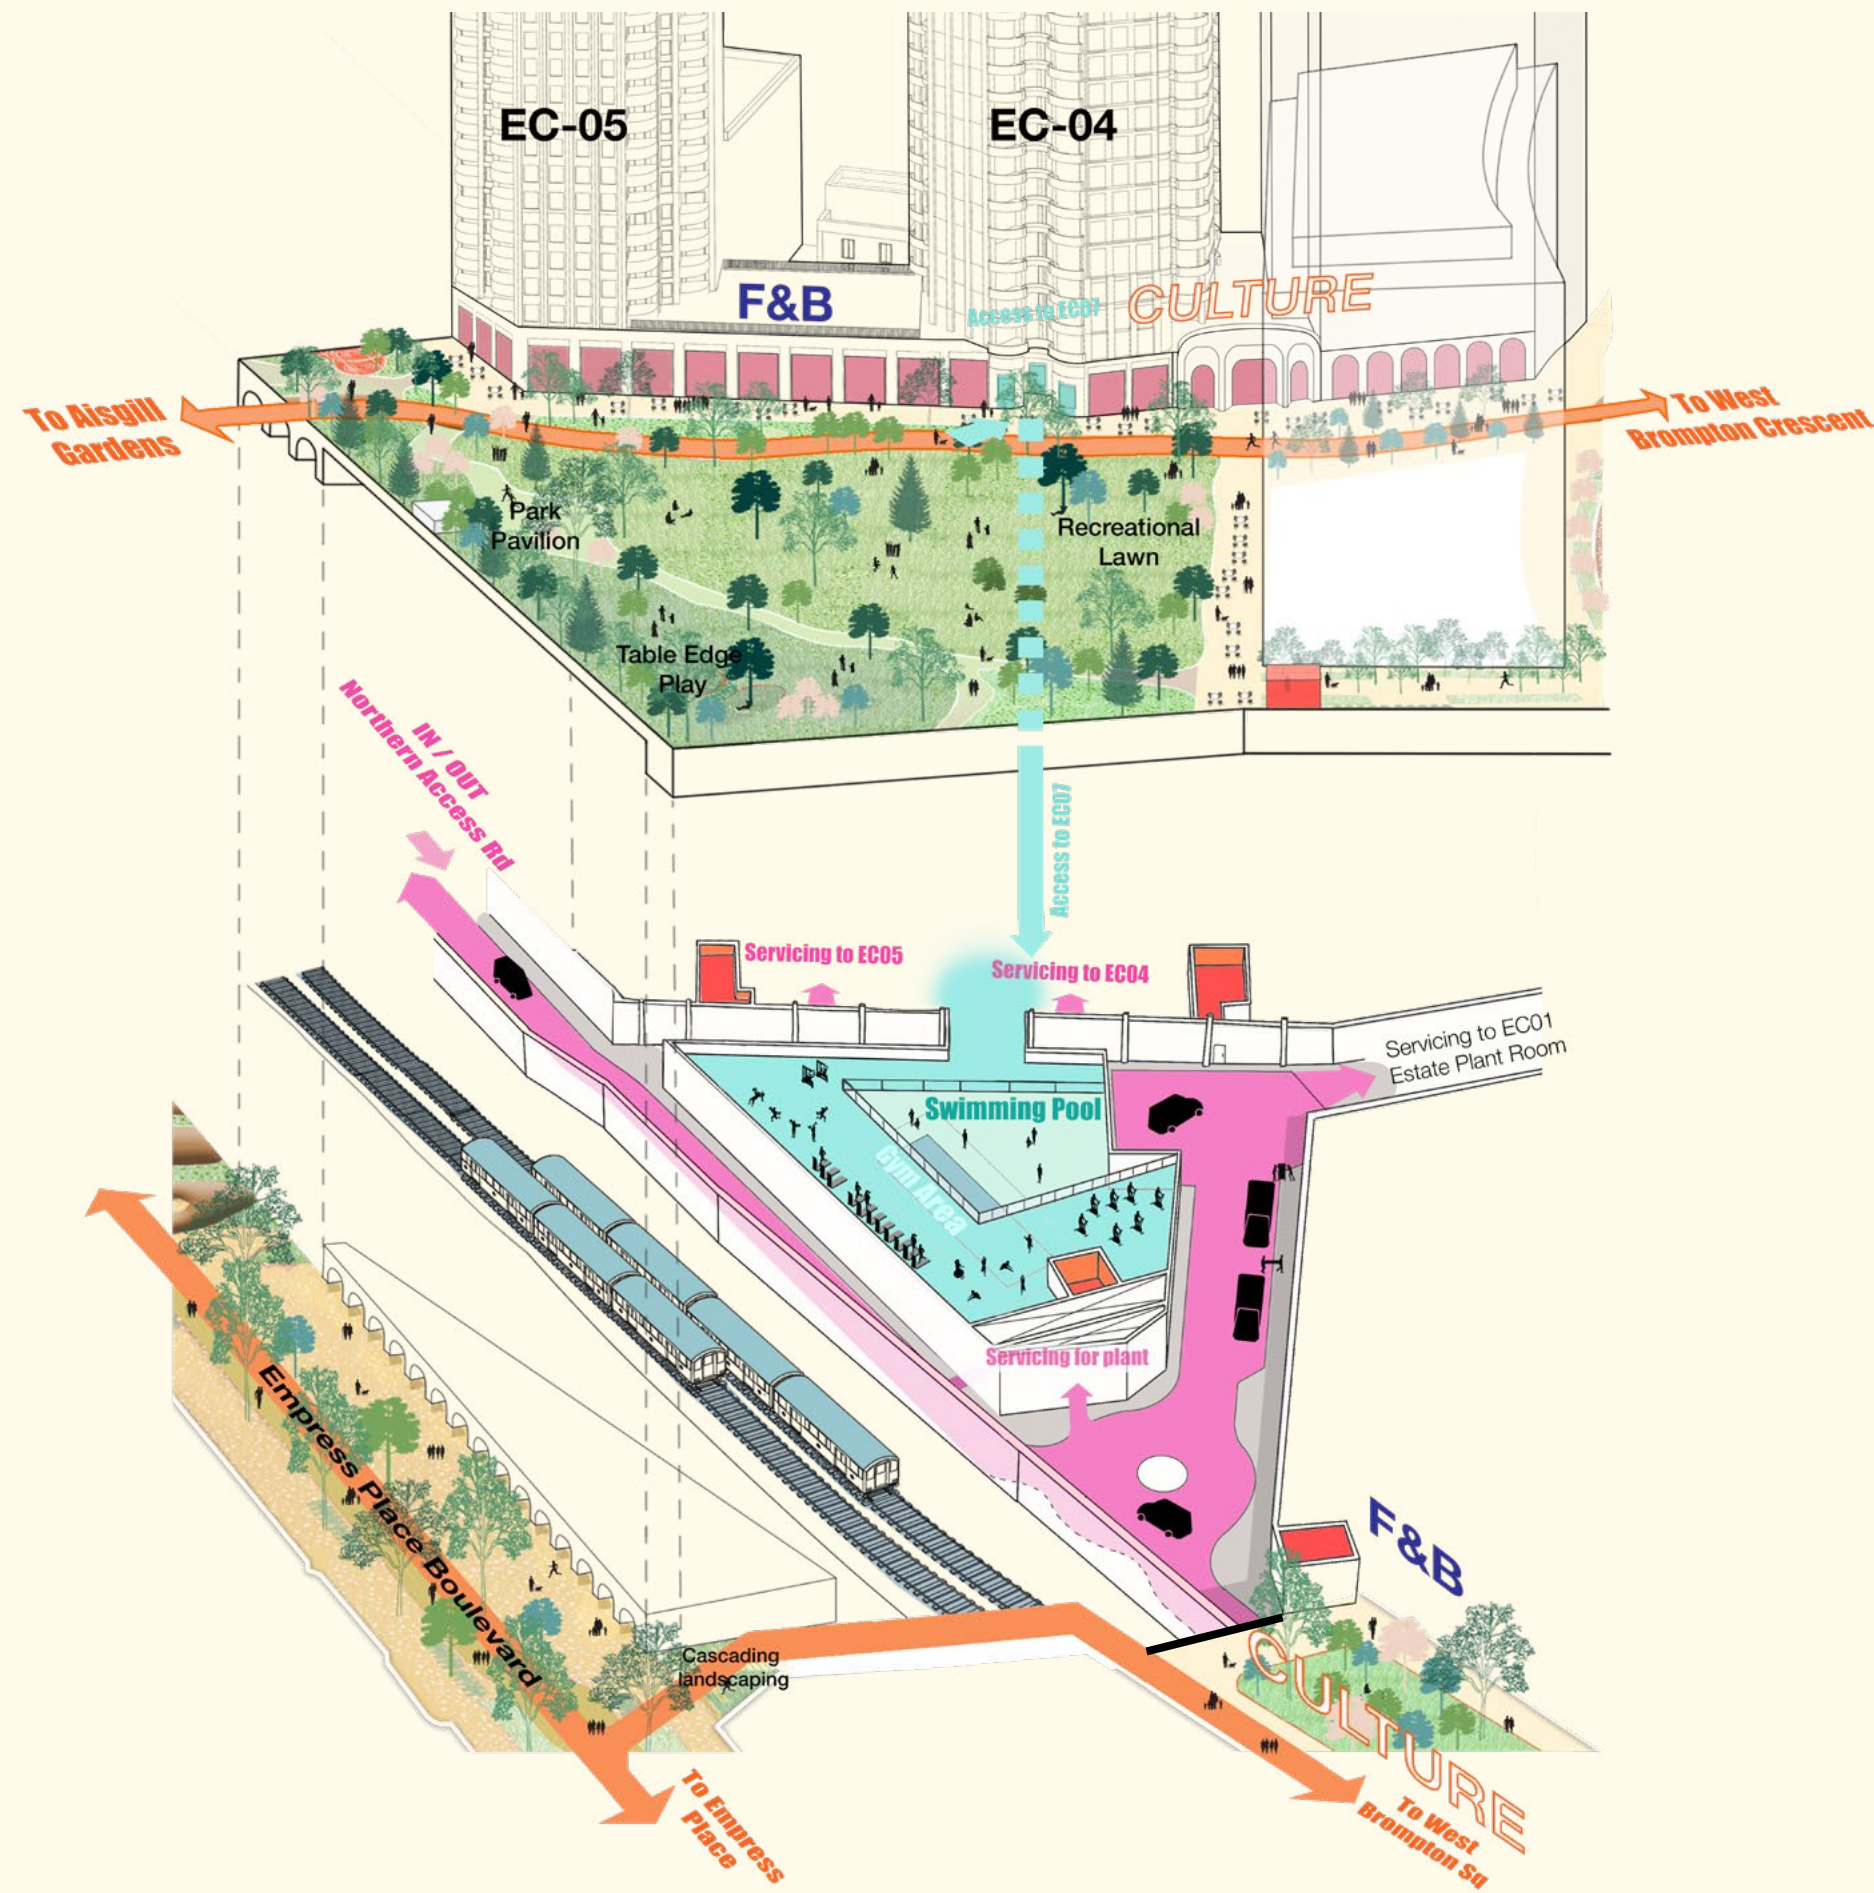 EC-05
EC-04
F&B
Access to EC07
CULTURE
To Aisgill
Gardens
To West
Brompton Crescent
Park
Pavilion
Recreational
Lawn
Table Edge
Play
IN / OUT
Northern Access Rd
Access to EC07
Servicing to EC05
Servicing to EC04
Servicing to EC01
Estate Plant Room
Swimming Pool
Gym Area
Servicing for plant
F&B
Empress Place Boulevard
Cascading
landscaping
CULTURE
To Empress
Place
To West
Brompton Sq